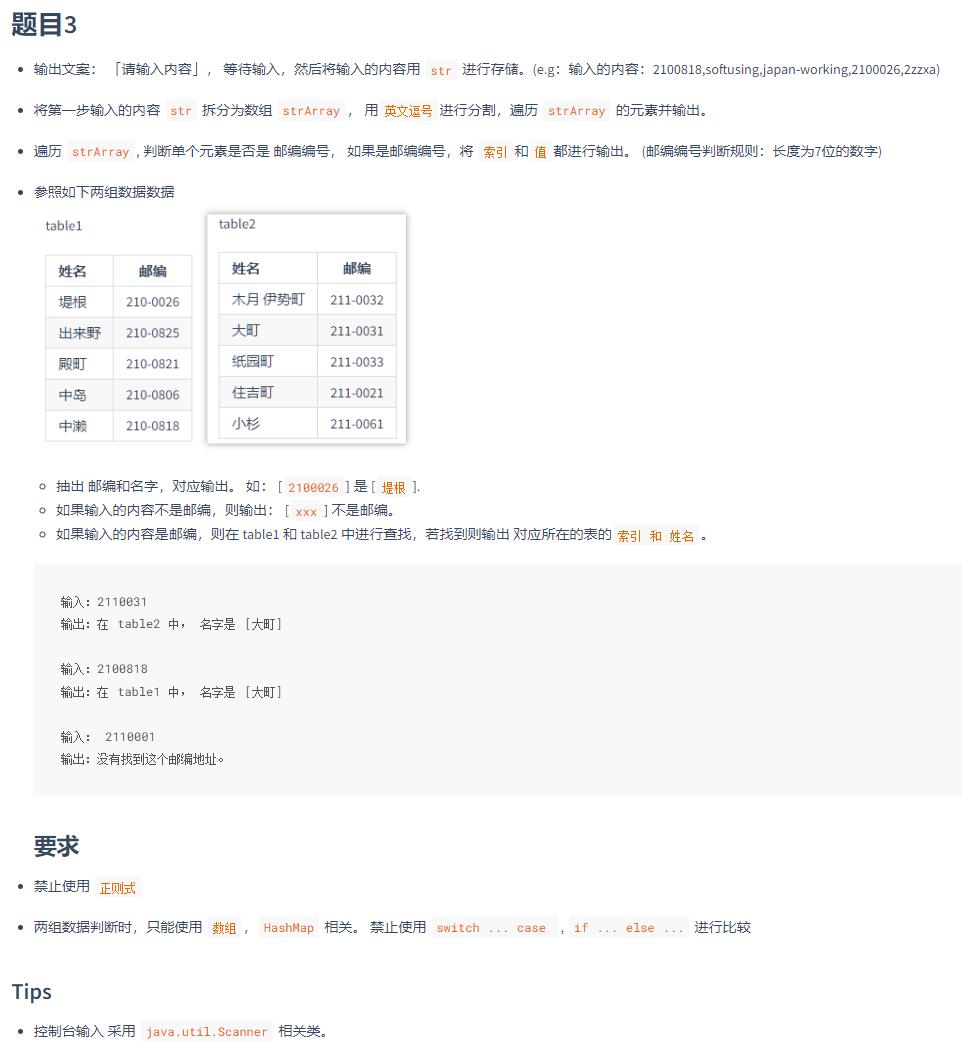 题目3
输出文案：「请输入内容」，等待输入，然后将输入的内容用 str 进行存储。(e.g：输入的内容：2100818,softusing,japan-working,2100026,2zzxa)
将第一步输入的内容 str 拆分为数组 strArray ，用 英文逗号 进行分割，遍历 strArray 的元素并输出。
遍历 strArray , 判断单个元素是否是 邮编编号， 如果是邮编编号，将 索引 和 值 都进行输出。 (邮编编号判断规则：长度为7位的数字)
参照如下两组数据数据
table1
姓名 邮编
堤根 210-0026
出来野 210-0825
殿町 210-0821
中岛 210-0806
中濑 210-0818
table2
姓名 邮编
木月 伊势町 211-0032
大町 211-0031
纸园町 211-0033
住吉町 211-0021
小杉 211-0061
抽出 邮编和名字，对应输出。 如： [ 2100026 ] 是 [ 堤根 ].
如果输入的内容不是邮编，则输出： [ xxx ] 不是邮编。
如果输入的内容是邮编，则在 table1 和 table2 中进行查找，若找到则输出 对应所在的表的 索引 和 姓名 。
输入：2110031
输出：在 table2 中， 名字是 [大町]
输入：2100818
输出：在 table1 中， 名字是 [大町]
输入： 2110001
输出：没有找到这个邮编地址。
要求
禁止使用 正则式
两组数据判断时，只能使用 数组 ， HashMap 相关。 禁止使用 switch ... case , if ... else ... 进行比较
Tips
控制台输入 采用 java.util.Scanner 相关类。